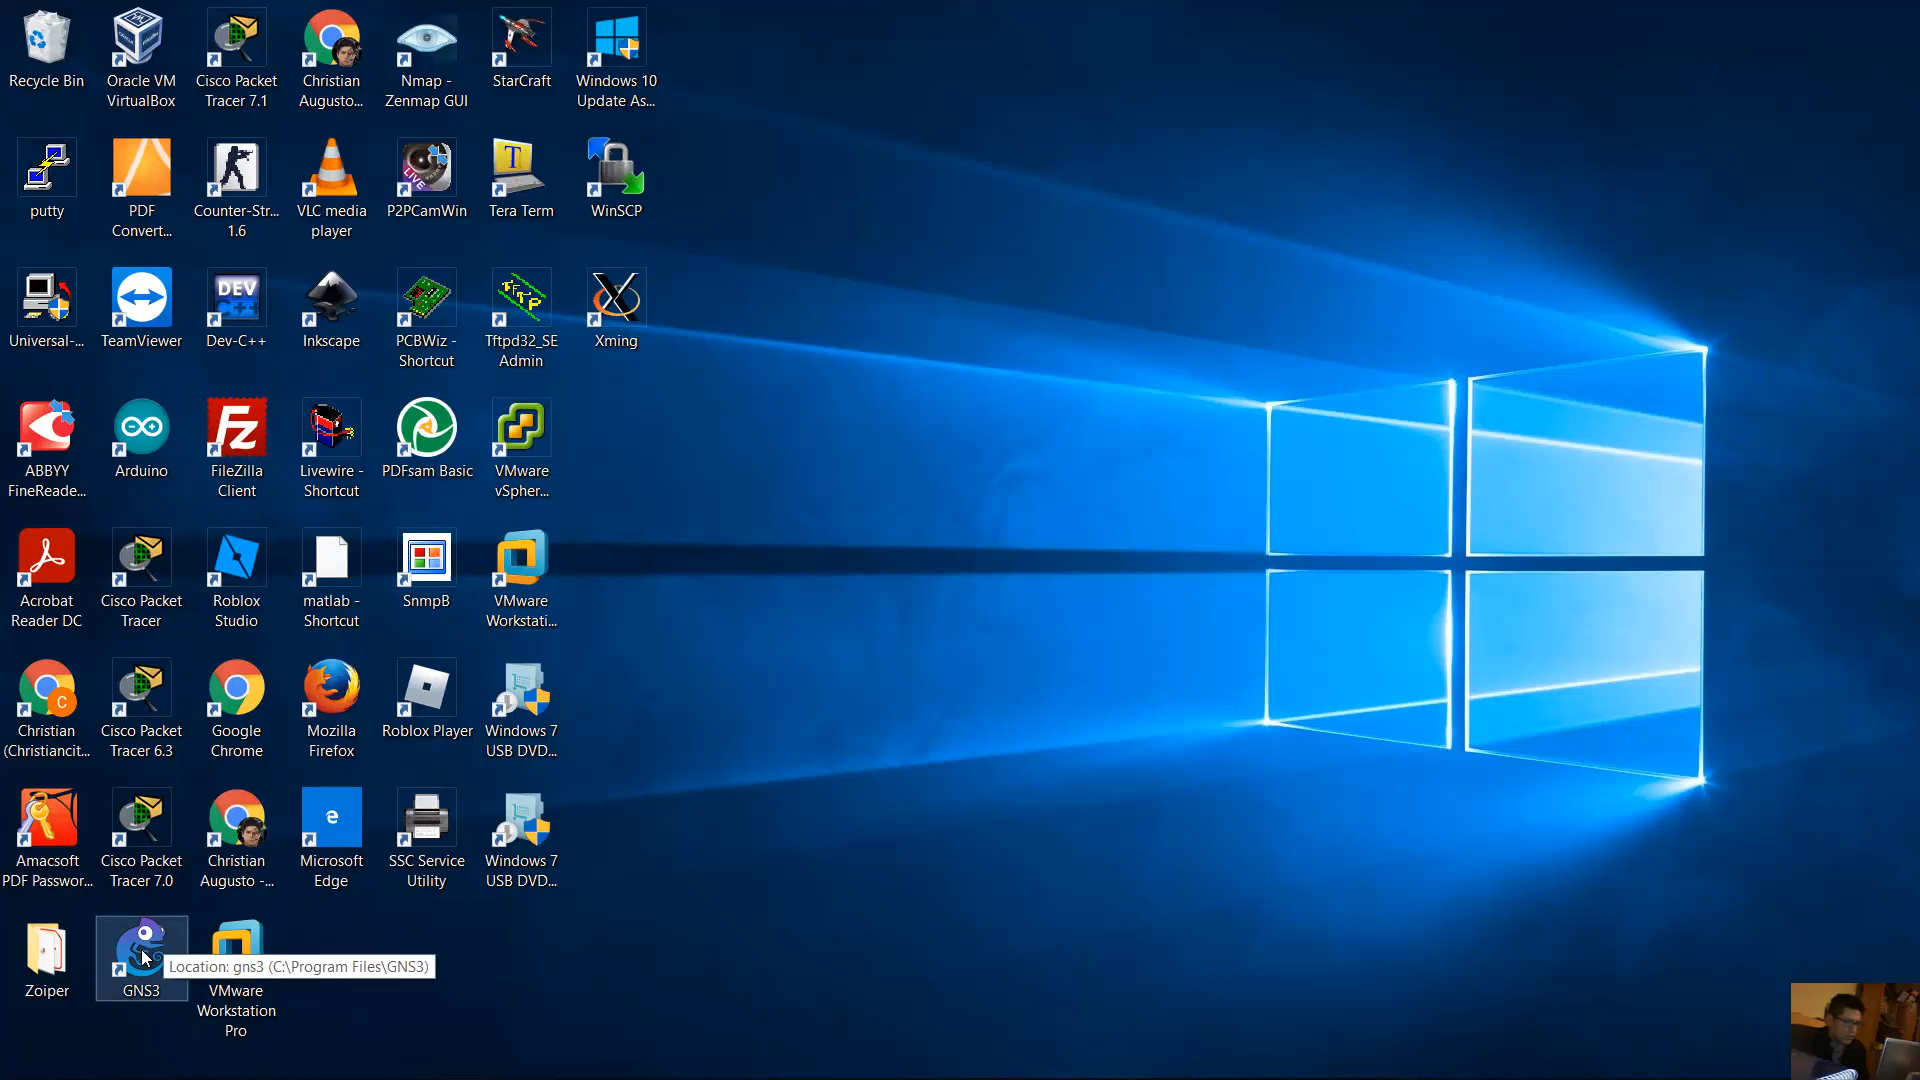 Recycle Bin
Oracle VM
VirtualBox
Cisco Packet
Tracer 7.1
Christian
Augusto...
Nmap -
Zenmap GUI
StarCraft
Windows 10
Update As...
putty
PDF
Convert...
Counter-Str...
1.6
VLC media
player
LIVE
P2PCamWin
T
Tera Term
WinSCP
Universal-...
TeamViewer
DEV
C++
Dev-C++
Inkscape
PCBWiz -
Shortcut
TFTP
Tftpd32_SE
Admin
X
Xming
ABBYY
FineReade...
Arduino
Fz
FileZilla
Client
Livewire -
Shortcut
PDFsam Basic
VMware
vSpher...
Acrobat
Reader DC
Cisco Packet
Tracer
Roblox
Studio
matlab -
Shortcut
SnmpB
VMware
Workstati...
C
Christian
(Christiancit...
Cisco Packet
Tracer 6.3
Google
Chrome
Mozilla
Firefox
Roblox Player
Windows 7
USB DVD...
Amacsoft
PDF Passwor...
Cisco Packet
Tracer 7.0
Christian
Augusto -...
e
Microsoft
Edge
SSC Service
Utility
Windows 7
USB DVD...
Zoiper
GNS3
Location: gns3 (C:\Program Files\GNS3)
VMware
Workstation
Pro